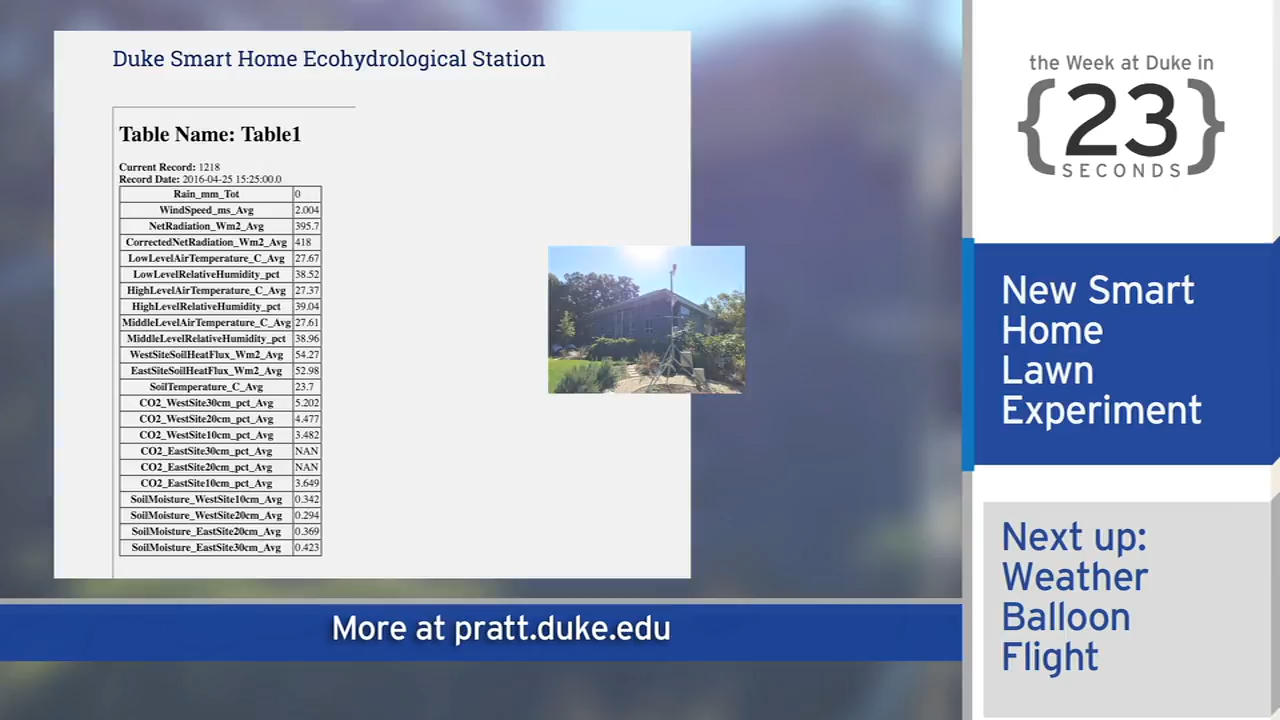 Duke Smart Home Ecohydrological Station
Table Name: Table1
Current Record: 1218
Record Date: 2016-04-25 15:25:00.0
Rain_mm_Tot 0
WindSpeed_ms_Avg 2.004
NetRadiation_Wm2_Avg 395.7
CorrectedNetRadiation_Wm2_Avg 418
LowLevelAirTemperature_C_Avg 27.67
LowLevelRelativeHumidity_pct 38.52
HighLevelAirTemperature_C_Avg 27.37
HighLevelRelativeHumidity_pct 39.04
MiddleLevelAirTemperature_C_Avg 27.61
MiddleLevelRelativeHumidity_pct 38.96
WestSiteSoilHeatFlux_Wm2_Avg 54.27
EastSiteSoilHeatFlux_Wm2_Avg 52.98
SoilTemperature_C_Avg 23.7
CO2_WestSite30cm_pct_Avg 5.202
CO2_WestSite20cm_pct_Avg 4.477
CO2_WestSite10cm_pct_Avg 3.482
CO2_EastSite30cm_pct_Avg NAN
CO2_EastSite20cm_pct_Avg NAN
CO2_EastSite10cm_pct_Avg 3.649
SoilMoisture_WestSite10cm_Avg 0.342
SoilMoisture_WestSite20cm_Avg 0.294
SoilMoisture_EastSite20cm_Avg 0.369
SoilMoisture_EastSite30cm_Avg 0.423
More at pratt.duke.edu
the Week at Duke in
{23}
SECONDS
New Smart
Home
Lawn
Experiment
Next up:
Weather
Balloon
Flight